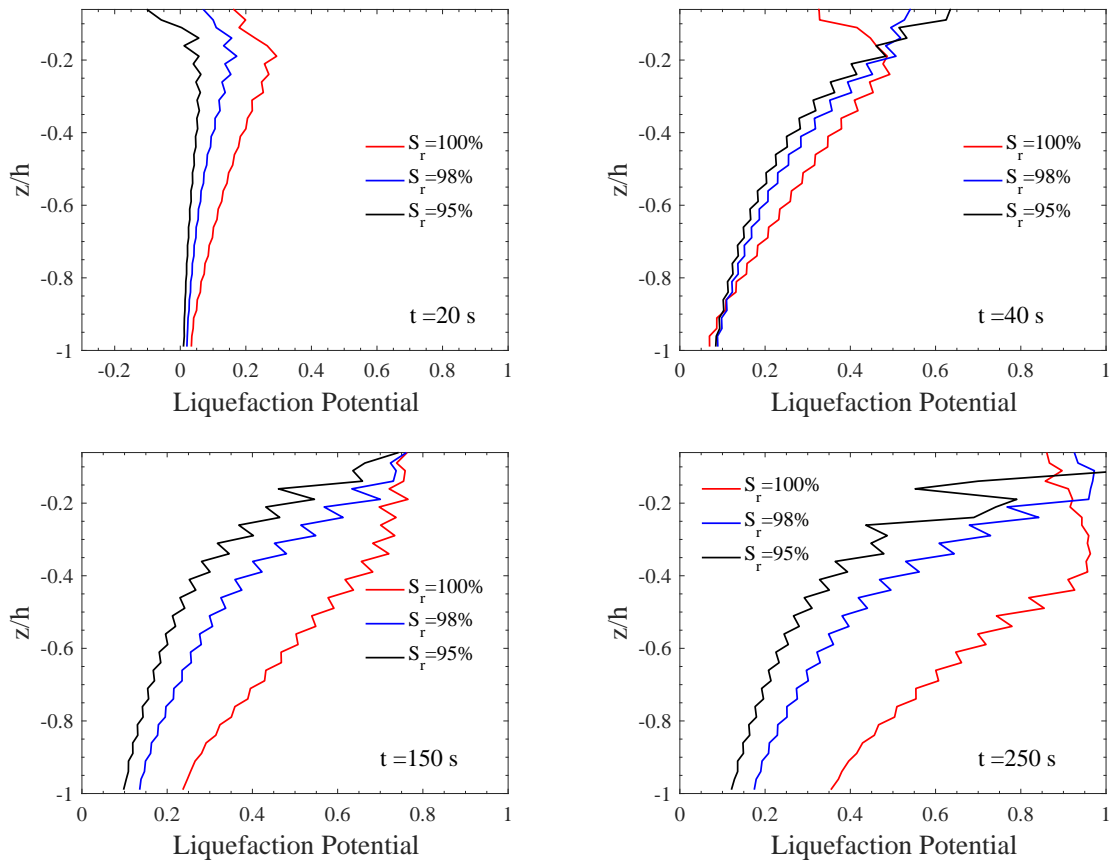 -0.2
-0.4
-0.6
-0.8
-1
z/h
-0.2 0 0.2 0.4 0.6 0.8 1
Liquefaction Potential
S_r=100%
S_r=98%
S_r=95%
t =20 s
-0.2
-0.4
-0.6
-0.8
-1
z/h
0 0.2 0.4 0.6 0.8 1
Liquefaction Potential
S_r=100%
S_r=98%
S_r=95%
t =40 s
-0.2
-0.4
-0.6
-0.8
-1
z/h
0 0.2 0.4 0.6 0.8 1
Liquefaction Potential
S_r=100%
S_r=98%
S_r=95%
t =150 s
-0.2
-0.4
-0.6
-0.8
-1
z/h
0 0.2 0.4 0.6 0.8 1
Liquefaction Potential
S_r=100%
S_r=98%
S_r=95%
t =250 s